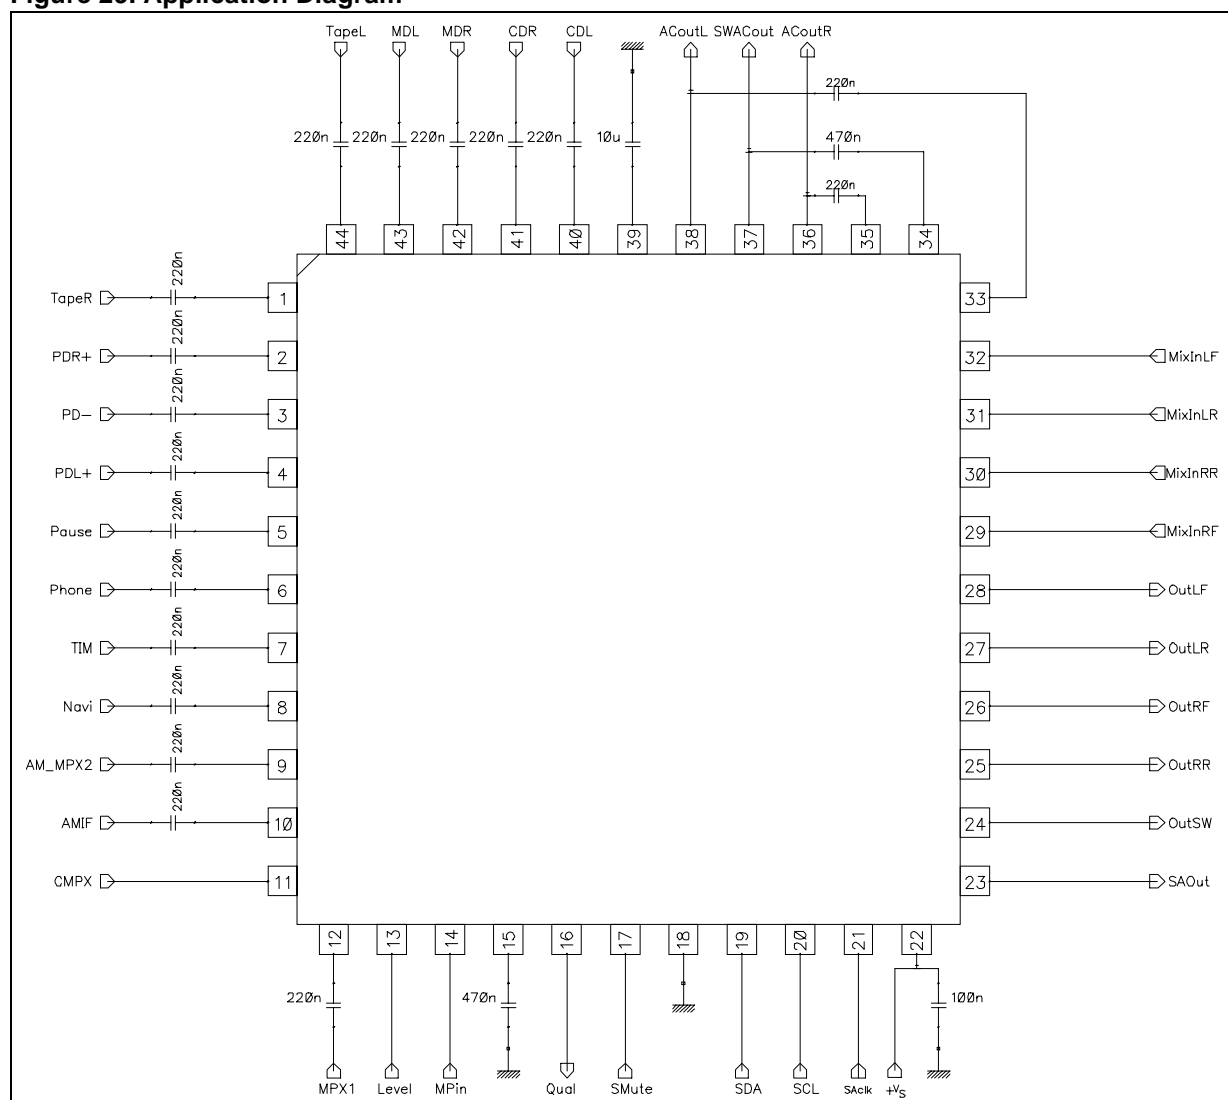 Figure 28. Application Diagram
TapeL MDL MDR CDR CDL ACoutL SWACout ACoutR
220n
220n 220n 220n 220n 220n 10u 470n
220n
44 43 42 41 40 39 38 37 36 35 34
TapeR 220n 1 33
PDR+ 220n 2 32 MixInLF
PD- 220n 3 31 MixInLR
PDL+ 220n 4 30 MixInRR
Pause 220n 5 29 MixInRF
Phone 220n 6 28 OutLF
TIM 220n 7 27 OutLR
Navi 220n 8 26 OutRF
AM_MPX2 220n 9 25 OutRR
AMIF 220n 10 24 OutSW
CMPX 11 23 SAOut
12 13 14 15 16 17 18 19 20 21 22
220n 470n 100n
MPX1 Level MPin Qual SMute SDA SCL SAclk +VS